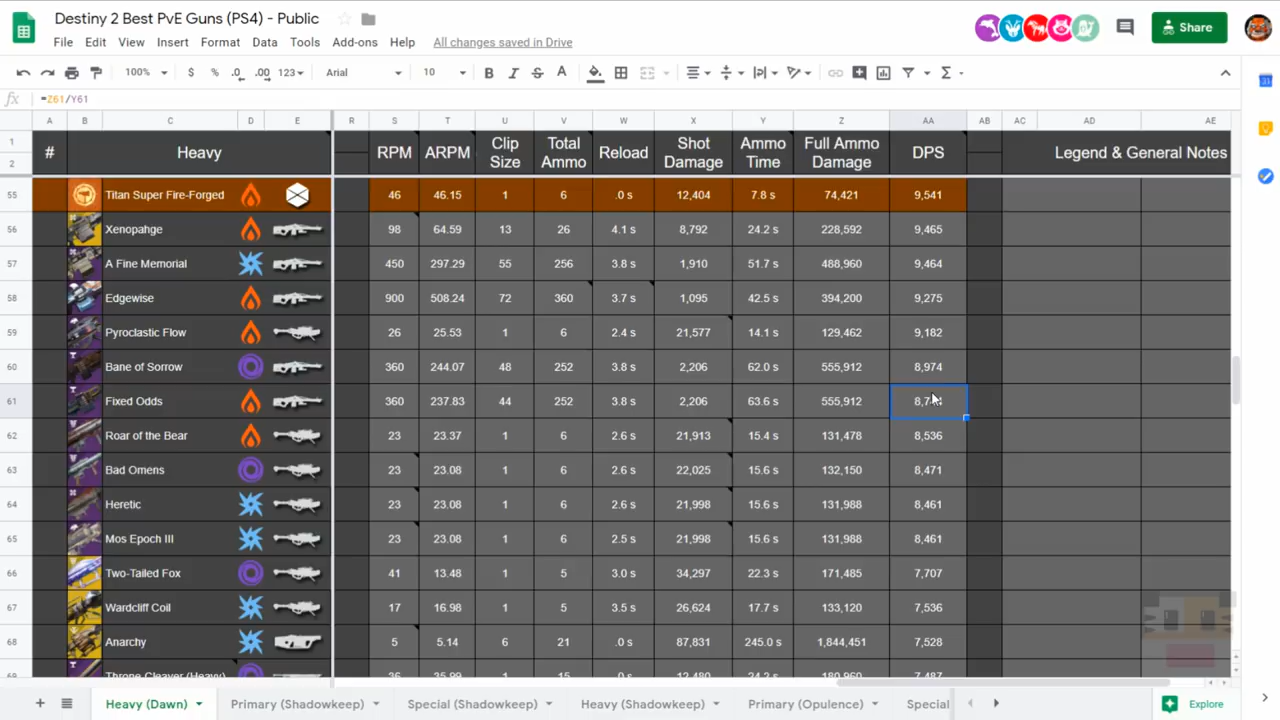 Destiny 2 Best PvE Guns (PS4) - Public
Share
File Edit View Insert Format Data Tools Add-ons Help All changes saved in Drive
100% $ % .0 .00 123 Arial 10 B I S A Σ
fx =Z61/Y61
A B C D E R S T U V W X Y Z AA AB AC AD AE
1 # Heavy RPM ARPM Clip Size Total Ammo Reload Shot Damage Ammo Time Full Ammo Damage DPS Legend & General Notes
2
55 Titan Super Fire-Forged 46 46.15 1 6 .0 s 12,404 7.8 s 74,421 9,541
56 Xenopahge 98 64.59 13 26 4.1 s 8,792 24.2 s 228,592 9,465
57 A Fine Memorial 450 297.29 55 256 3.8 s 1,910 51.7 s 488,960 9,464
58 Edgewise 900 508.24 72 360 3.7 s 1,095 42.5 s 394,200 9,275
59 Pyroclastic Flow 26 25.53 1 6 2.4 s 21,577 14.1 s 129,462 9,182
60 Bane of Sorrow 360 244.07 48 252 3.8 s 2,206 62.0 s 555,912 8,974
61 Fixed Odds 360 237.83 44 252 3.8 s 2,206 63.6 s 555,912
62 Roar of the Bear 23 23.37 1 6 2.6 s 21,913 15.4 s 131,478 8,536
63 Bad Omens 23 23.08 1 6 2.6 s 22,025 15.6 s 132,150 8,471
64 Heretic 23 23.08 1 6 2.6 s 21,998 15.6 s 131,988 8,461
65 Mos Epoch III 23 23.08 1 6 2.5 s 21,998 15.6 s 131,988 8,461
66 Two-Tailed Fox 41 13.48 1 5 3.0 s 34,297 22.3 s 171,485 7,707
67 Wardcliff Coil 17 16.98 1 5 3.5 s 26,624 17.7 s 133,120 7,536
68 Anarchy 5 5.14 6 21 .0 s 87,831 245.0 s 1,844,451 7,528
Throne Cleaver (Heavy) 36 35.99 1 15 12,480 24.2 s 180,960 7,487
Heavy (Dawn) Primary (Shadowkeep) Special (Shadowkeep) Heavy (Shadowkeep) Primary (Opulence) Special Explore